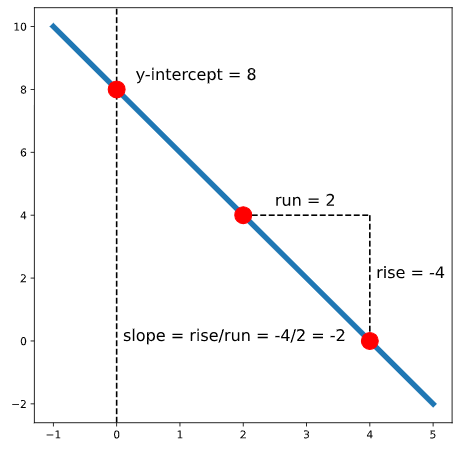 10
8
6
4
2
0
−2
y-intercept = 8
run = 2
rise = -4
slope = rise/run = -4/2 = -2
−1 0 1 2 3 4 5